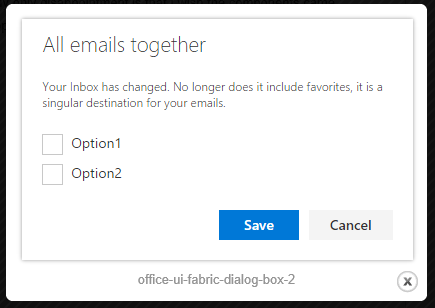 All emails together
Your Inbox has changed. No longer does it include favorites, it is a
singular destination for your emails.
Option1
Option2
Save
Cancel
office-ui-fabric-dialog-box-2